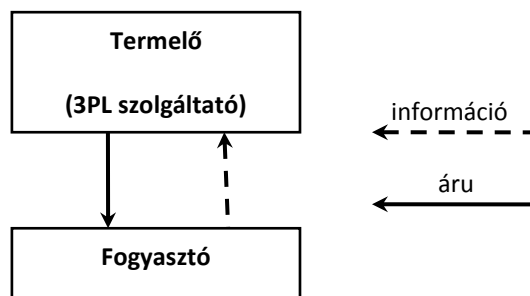 Termelő
(3PL szolgáltató)
információ
áru
Fogyasztó